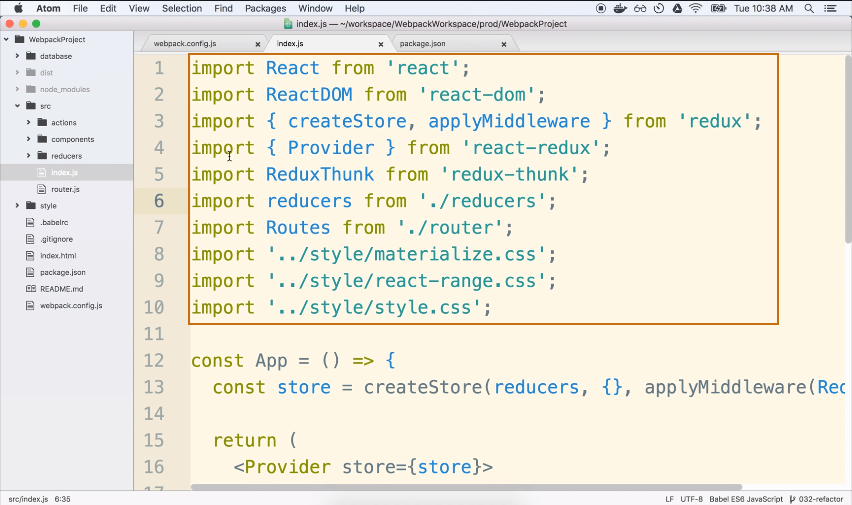 Atom File Edit View Selection Find Packages Window Help Tue 10:38 AM
index.js — ~/workspace/WebpackWorkspace/prod/WebpackProject
WebpackProject
database
dist
node_modules
src
actions
components
reducers
index.js
router.js
style
.babelrc
.gitignore
index.html
package.json
README.md
webpack.config.js
webpack.config.js index.js package.json
1 import React from 'react';
2 import ReactDOM from 'react-dom';
3 import { createStore, applyMiddleware } from 'redux';
4 import { Provider } from 'react-redux';
5 import ReduxThunk from 'redux-thunk';
6 import reducers from './reducers';
7 import Routes from './router';
8 import '../style/materialize.css';
9 import '../style/react-range.css';
10 import '../style/style.css';
11
12 const App = () => {
13 const store = createStore(reducers, {}, applyMiddleware(Red
14
15 return (
16 <Provider store={store}>
src/index.js 6:35 LF UTF-8 Babel ES6 JavaScript 032-refactor